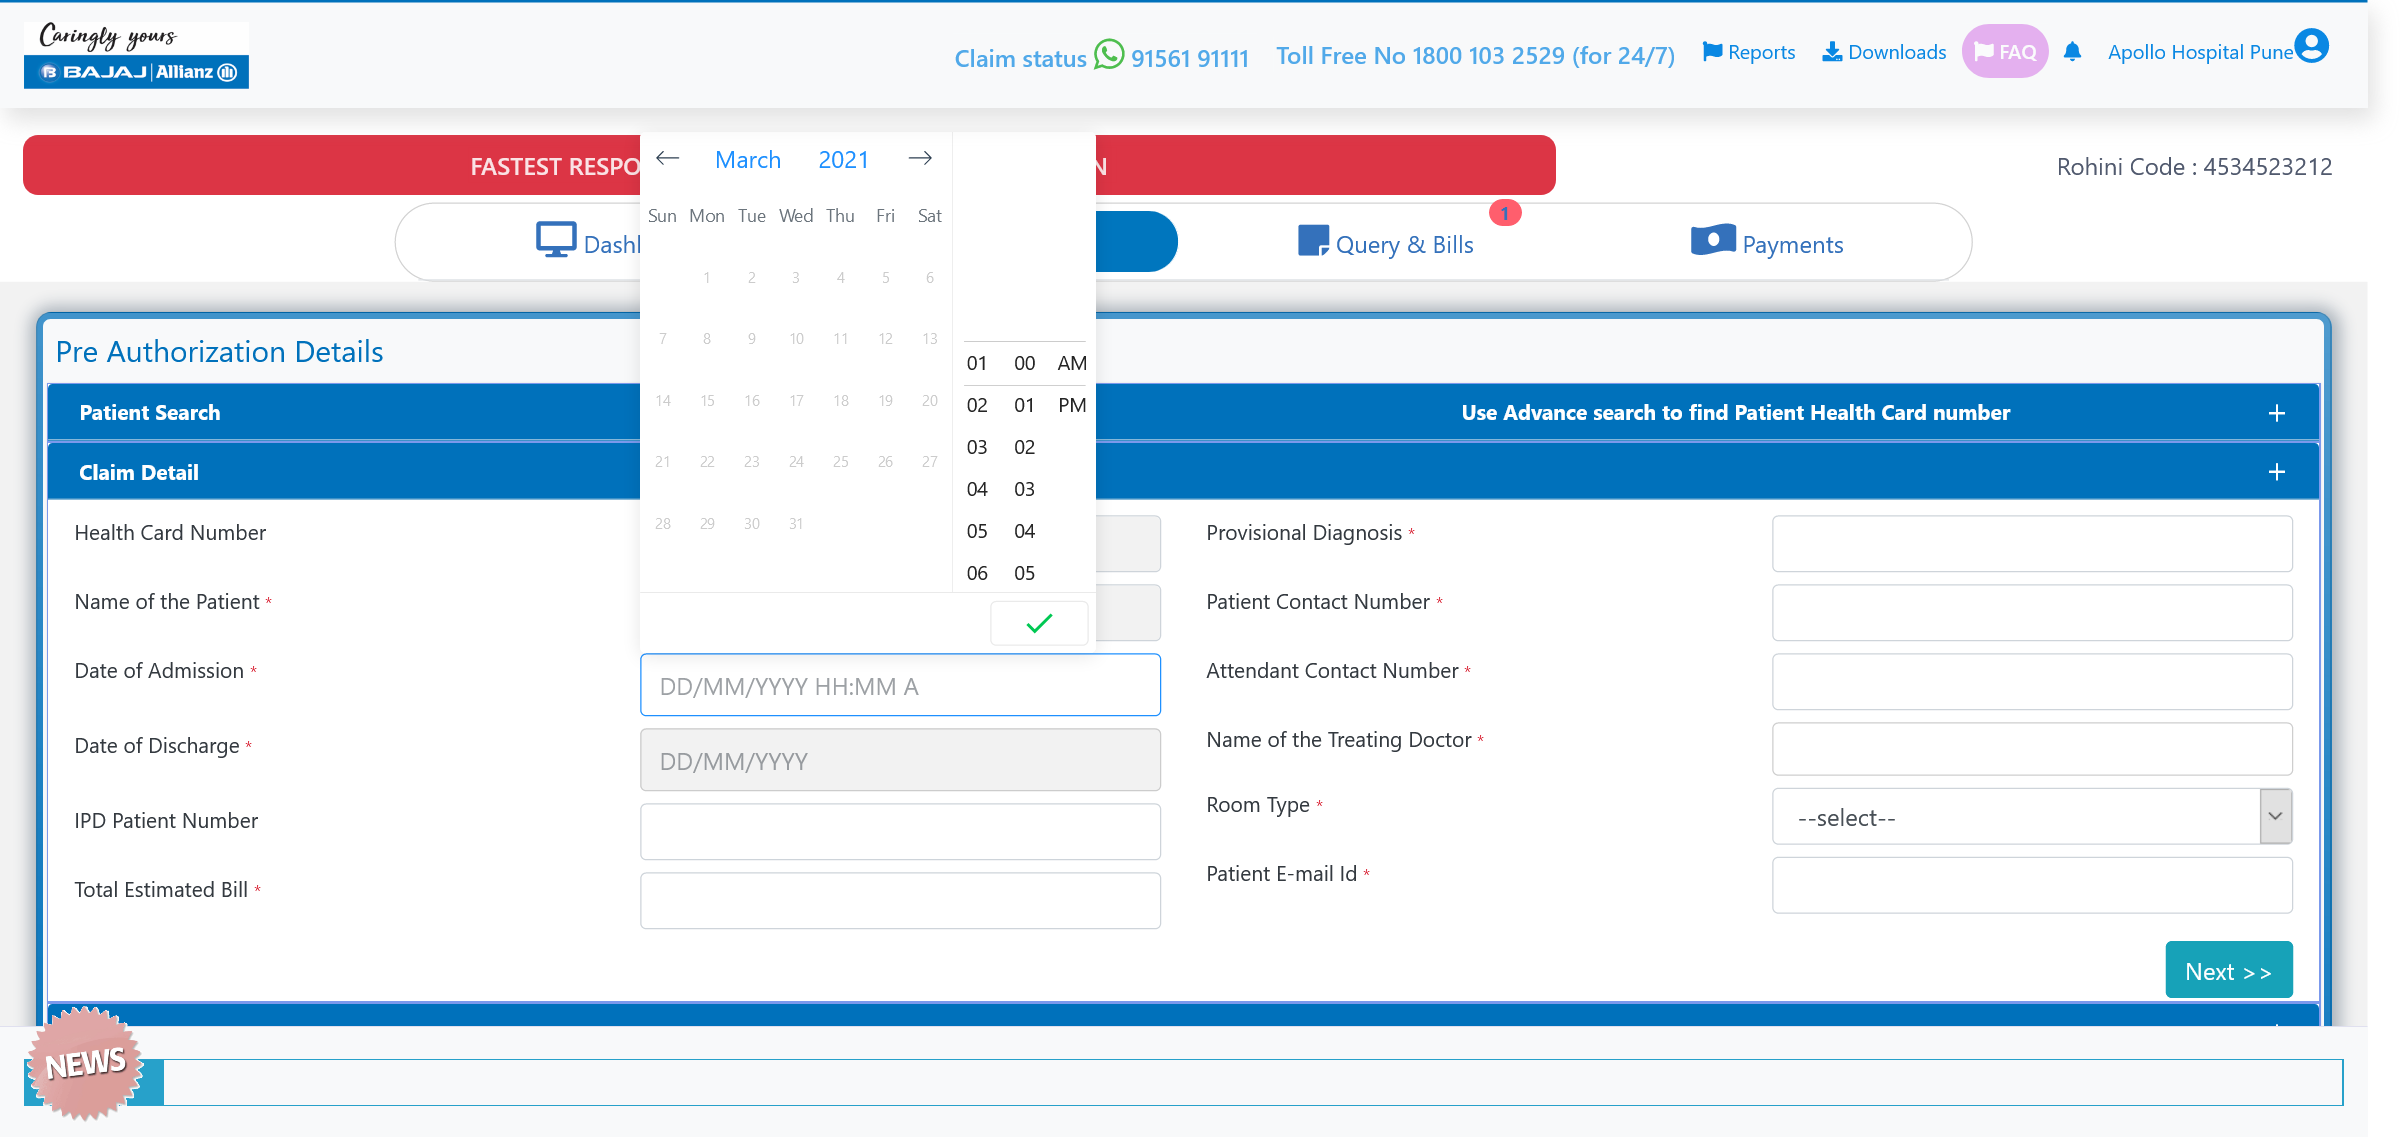 Caringly yours
BAJAJ | Allianz
Claim status 91561 91111 Toll Free No 1800 103 2529 (for 24/7) Reports Downloads FAQ Apollo Hospital Pune
FASTEST RESPO N
Rohini Code : 4534523212
March 2021
Sun Mon Tue Wed Thu Fri Sat
1 2 3 4 5 6
7 8 9 10 11 12 13
14 15 16 17 18 19 20
21 22 23 24 25 26 27
28 29 30 31
01 00 AM
02 01 PM
03 02
04 03
05 04
06 05
Query & Bills 1
Payments
Pre Authorization Details
Patient Search
Use Advance search to find Patient Health Card number +
Claim Detail +
Health Card Number
Name of the Patient *
Date of Admission * DD/MM/YYYY HH:MM A
Date of Discharge * DD/MM/YYYY
IPD Patient Number
Total Estimated Bill *
Provisional Diagnosis *
Patient Contact Number *
Attendant Contact Number *
Name of the Treating Doctor *
Room Type * --select--
Patient E-mail Id *
Next >>
NEWS